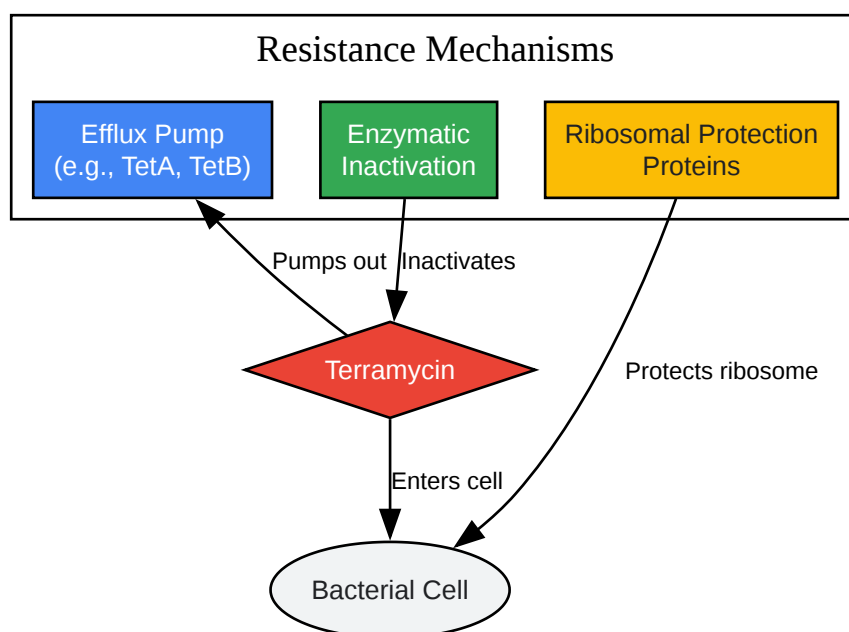 Resistance Mechanisms
Efflux Pump
(e.g., TetA, TetB)
Enzymatic
Inactivation
Ribosomal Protection
Proteins
Pumps out
Inactivates
Terramycin
Protects ribosome
Enters cell
Bacterial Cell